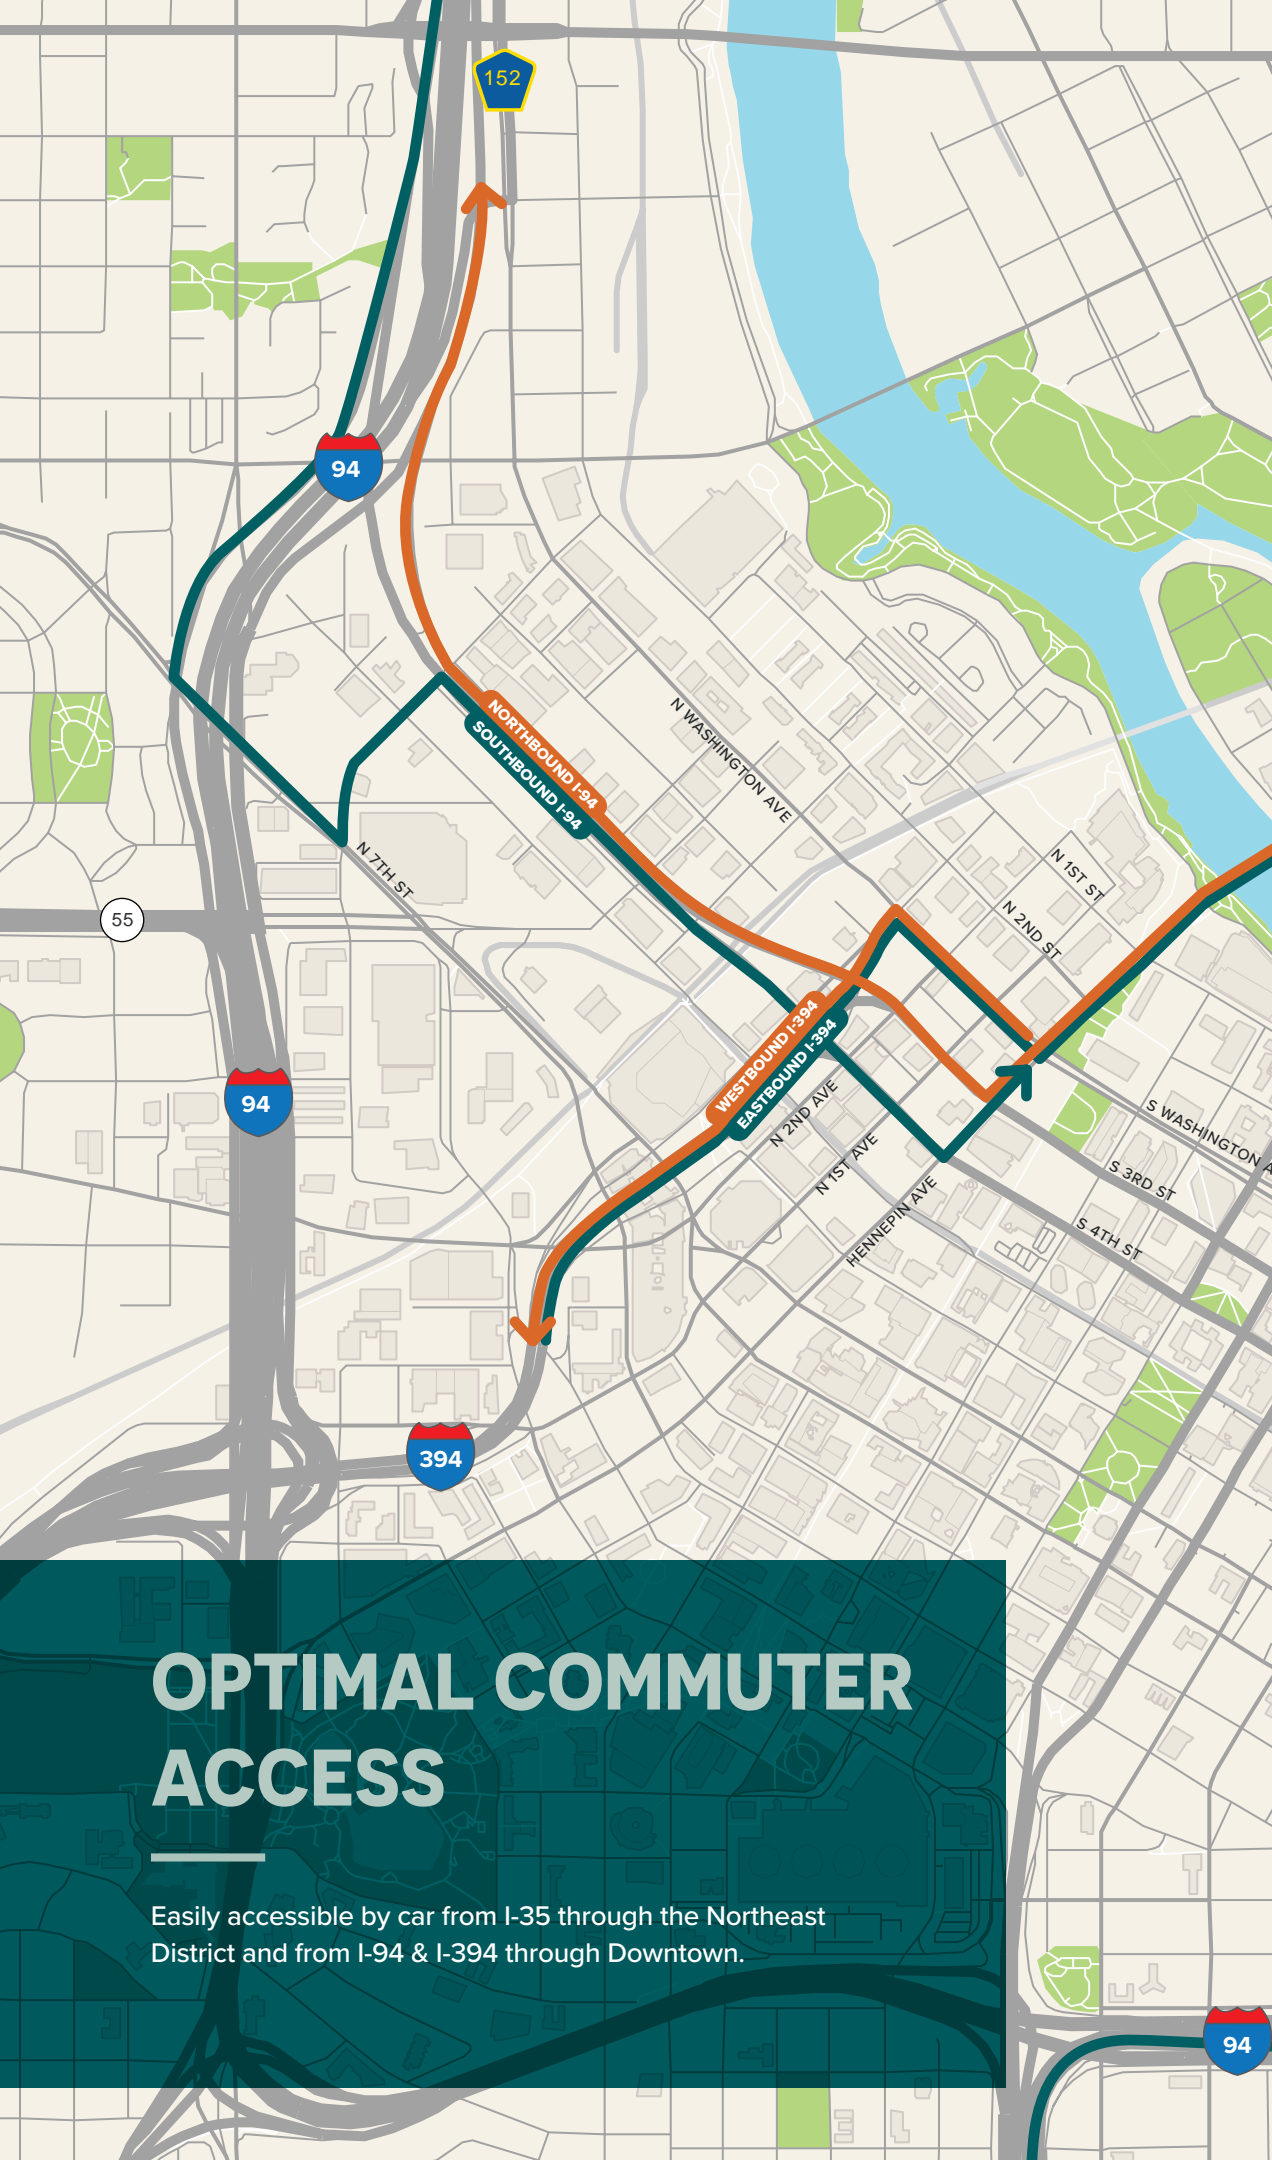 152
94
NORTHBOUND I-94
SOUTHBOUND I-94
N WASHINGTON AVE
N 7TH ST
N 1ST ST
55
N 2ND ST
WESTBOUND I-394
EASTBOUND I-394
94
N 2ND AVE
S WASHINGTON A
N 1ST AVE
S 3RD ST
HENNEPIN AVE
S 4TH ST
394
OPTIMAL COMMUTER
ACCESS
Easily accessible by car from I-35 through the Northeast
District and from I-94 & I-394 through Downtown.
94